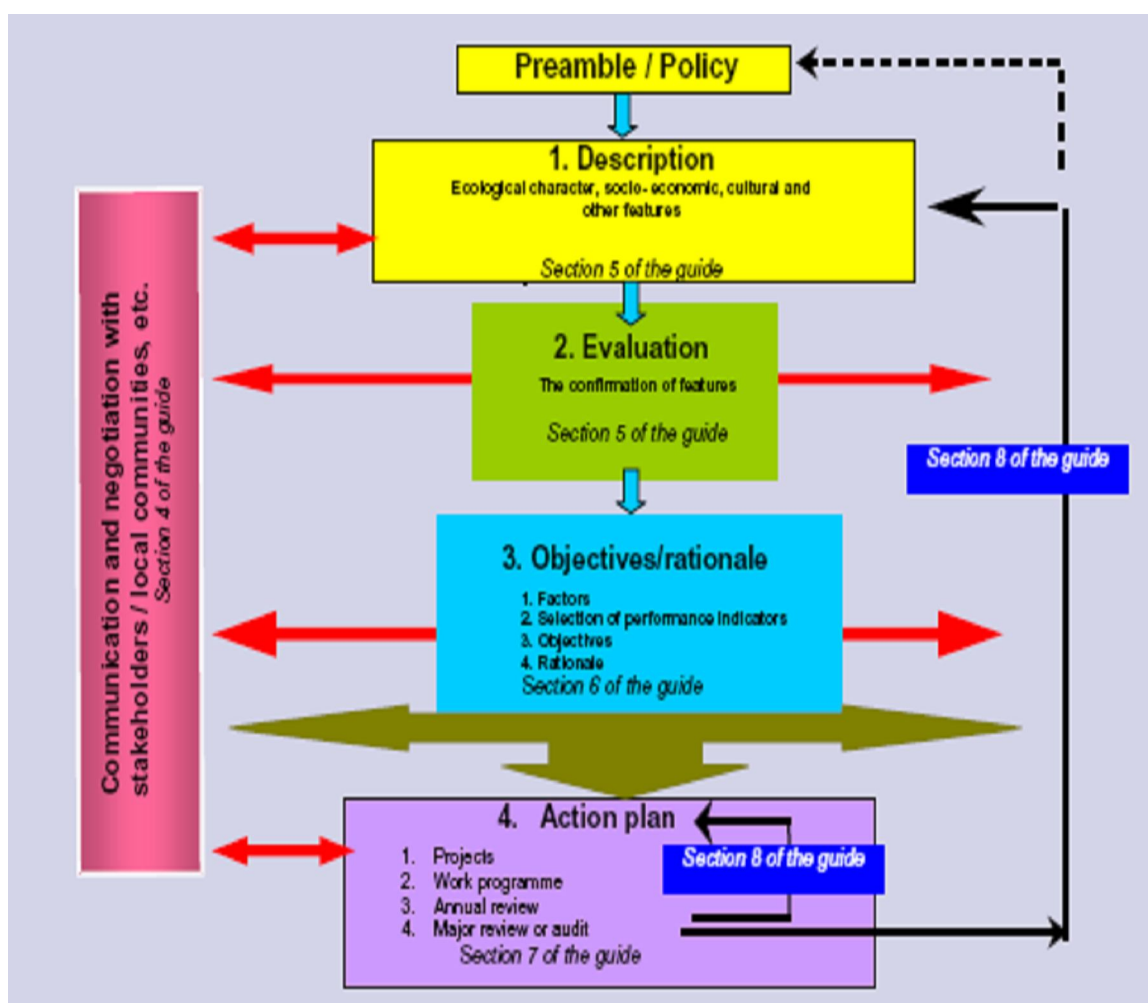 Preamble / Policy
1. Description
Ecological character, socio- economic, cultural and
other features
Section 5 of the guide
2. Evaluation
The confirmation of features
Section 5 of the guide
Communication and negotiation with
stakeholders / local communities, etc.
Section 4 of the guide
Section 8 of the guide
3. Objectives/rationale
1. Factors
2. Selection of performance indicators
3. Objectives
4. Rationale
Section 6 of the guide
4. Action plan
1. Projects
2. Work programme
3. Annual review
4. Major review or audit
Section 7 of the guide
Section 8 of the guide